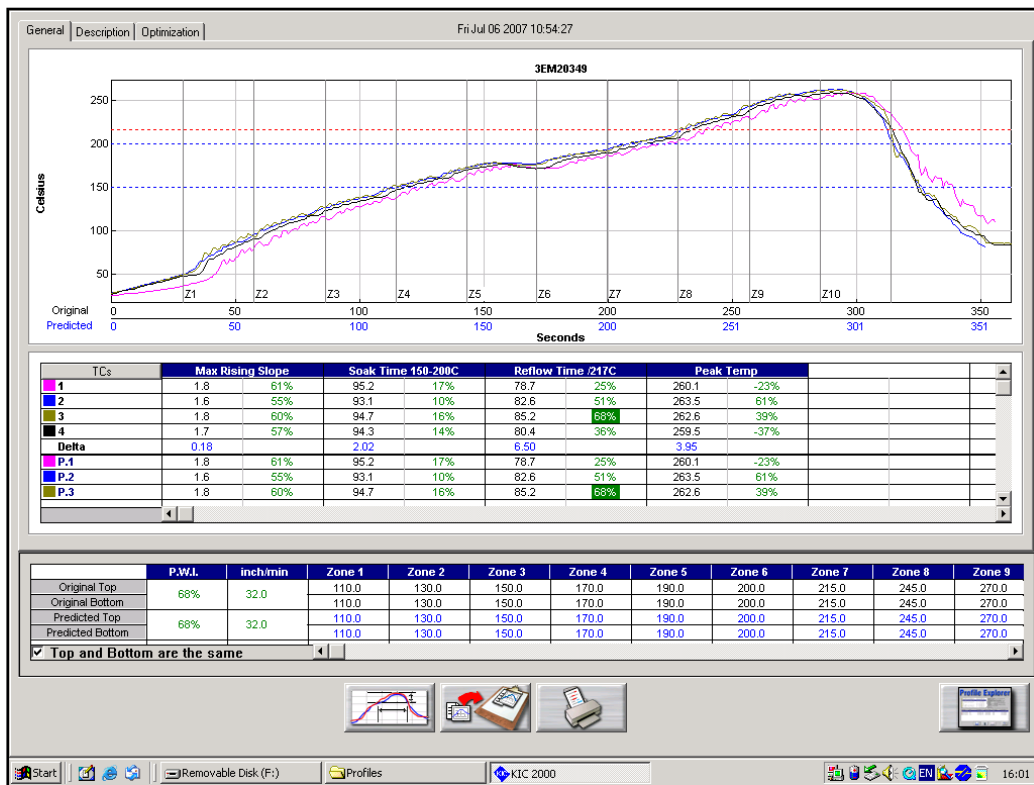 General Description Optimization Fri Jul 06 2007 10:54:27
3EM20349
250
200
150
100
50
Celsius
Z1 Z2 Z3 Z4 Z5 Z6 Z7 Z8 Z9 Z10
Original 0 50 100 150 200 250 300 350
Predicted 0 50 100 150 200 251 301 351
Seconds
TCs Max Rising Slope Soak Time 150-200C Reflow Time /217C Peak Temp
1 1.8 61% 95.2 17% 78.7 25% 260.1 -23%
2 1.6 55% 93.1 10% 82.6 51% 263.5 61%
3 1.8 60% 94.7 16% 85.2 68% 262.6 39%
4 1.7 57% 94.3 14% 80.4 36% 259.5 -37%
Delta 0.18 2.02 6.50 3.95
P.1 1.8 61% 95.2 17% 78.7 25% 260.1 -23%
P.2 1.6 55% 93.1 10% 82.6 51% 263.5 61%
P.3 1.8 60% 94.7 16% 85.2 68% 262.6 39%
P.W.I. inch/min Zone 1 Zone 2 Zone 3 Zone 4 Zone 5 Zone 6 Zone 7 Zone 8 Zone 9
Original Top 68% 32.0 110.0 130.0 150.0 170.0 190.0 200.0 215.0 245.0 270.0
Original Bottom 110.0 130.0 150.0 170.0 190.0 200.0 215.0 245.0 270.0
Predicted Top 68% 32.0 110.0 130.0 150.0 170.0 190.0 200.0 215.0 245.0 270.0
Predicted Bottom 110.0 130.0 150.0 170.0 190.0 200.0 215.0 245.0 270.0
Top and Bottom are the same
Profile Explorer
Start Removable Disk (F:) Profiles KIC 2000 EN 16:01